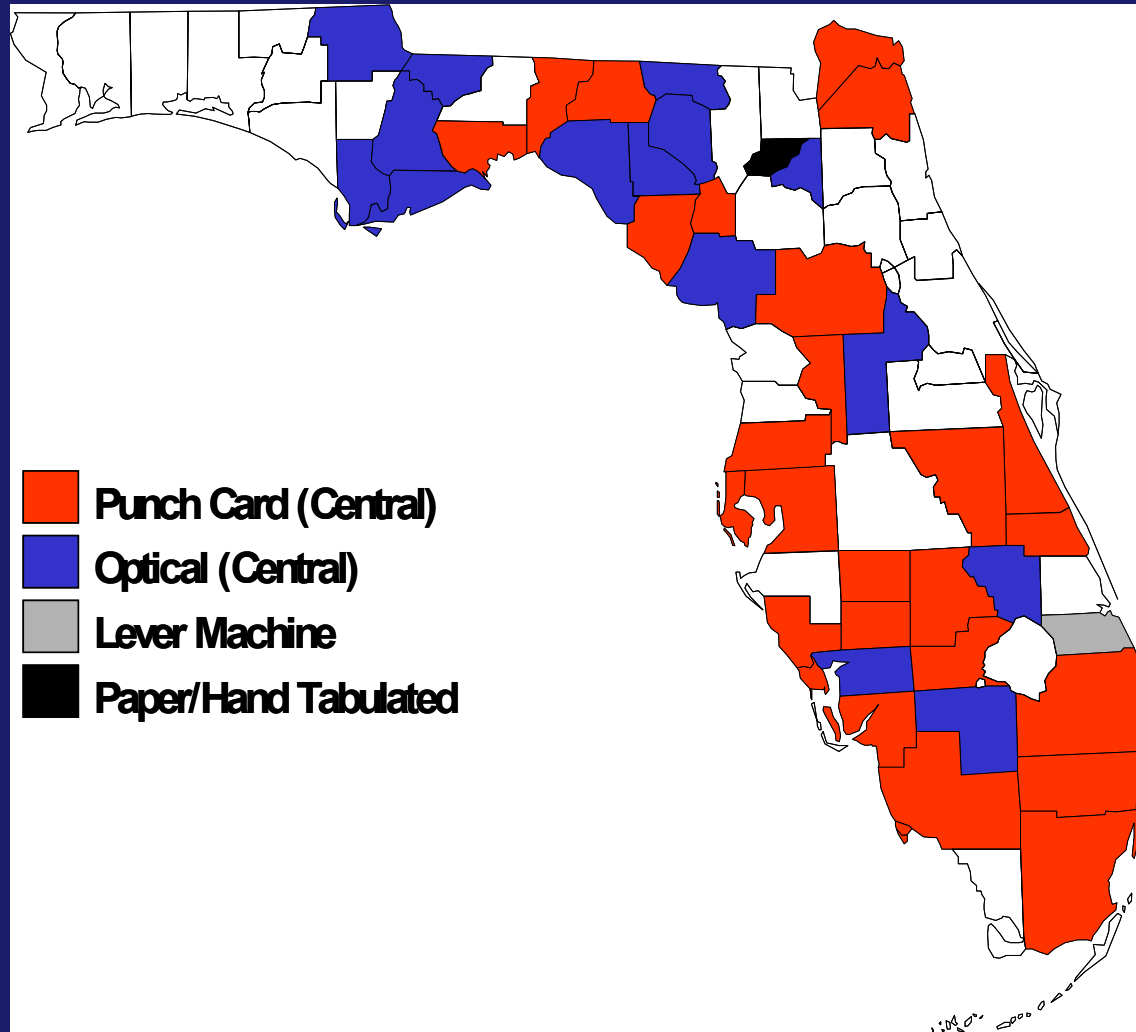 Punch Card (Central)
Optical (Central)
Lever Machine
Paper/Hand Tabulated